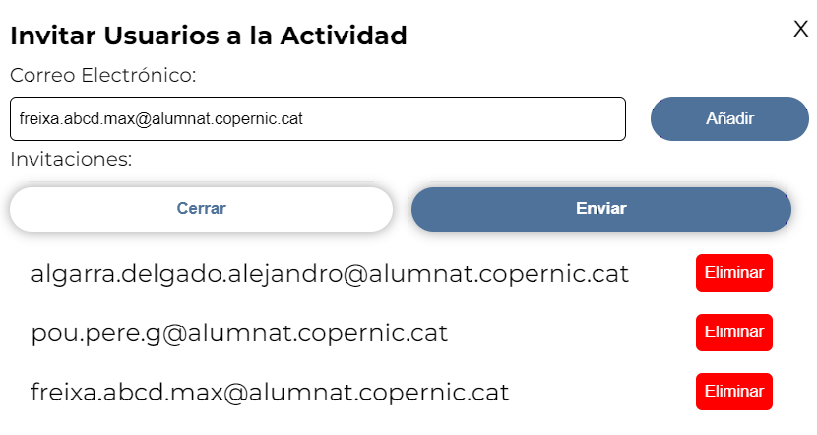 Invitar Usuarios a la Actividad
X
Correo Electrónico:
freixa.abcd.max@alumnat.copernic.cat
Añadir
Invitaciones:
Cerrar
Enviar
algarra.delgado.alejandro@alumnat.copernic.cat
Eliminar
pou.pere.g@alumnat.copernic.cat
Eliminar
freixa.abcd.max@alumnat.copernic.cat
Eliminar